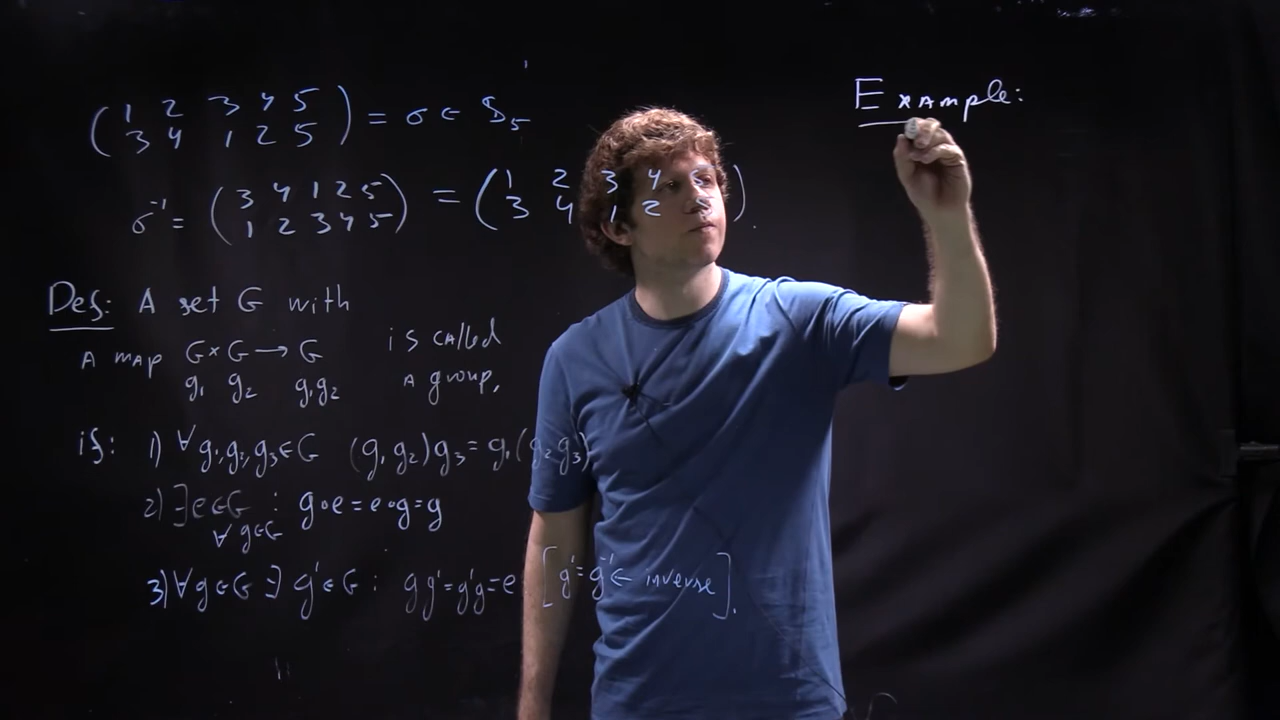 ( 1 2 3 4 5 ) = σ ∈ S₅
( 3 4 1 2 5 )
σ⁻¹ = ( 3 4 1 2 5 ) = ( 1 2 3 4 5 )
( 1 2 3 4 5 ) ( 3 4 1 2 5 )
Def: A set G with
A map G×G → G is called
g₁ g₂ g₁g₂ a group,
if: 1) ∀ g₁,g₂,g₃∈G (g₁g₂)g₃ = g₁(g₂g₃)
2) ∃e∈G : g∘e = e∘g = g
∀g∈G
3) ∀g∈G ∃ g'∈G : gg' = g'g = e [g' = g⁻¹ ← inverse].
Example: